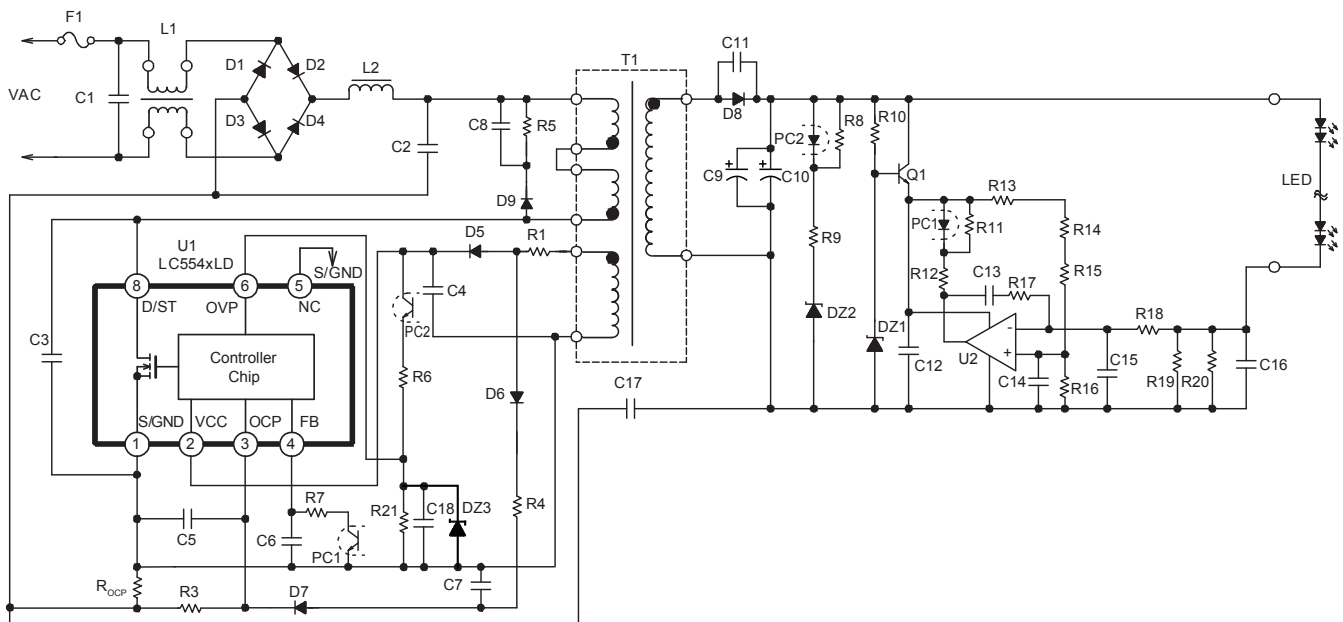 F1
L1
C11
T1
D1
D2
L2
VAC
C1
D8
R10
R8
PC2
D3
D4
C8
R5
C2
C9
+
C10
+
Q1
LED
R13
D9
PC1
R11
R14
U1
D5
R1
R9
LC554xLD
S/GND
R12
C13
R17
R15
8
6
5
D/ST
OVP
NC
C4
PC2
DZ2
DZ1
R18
-
U2
+
C3
Controller
Chip
C12
C14
C15
R6
D6
C17
R16
R19
R20
C16
S/GND
VCC
OCP
FB
1
2
3
4
R7
R21
C18
DZ3
R4
C5
C6
PC1
C7
ROCP
R3
D7